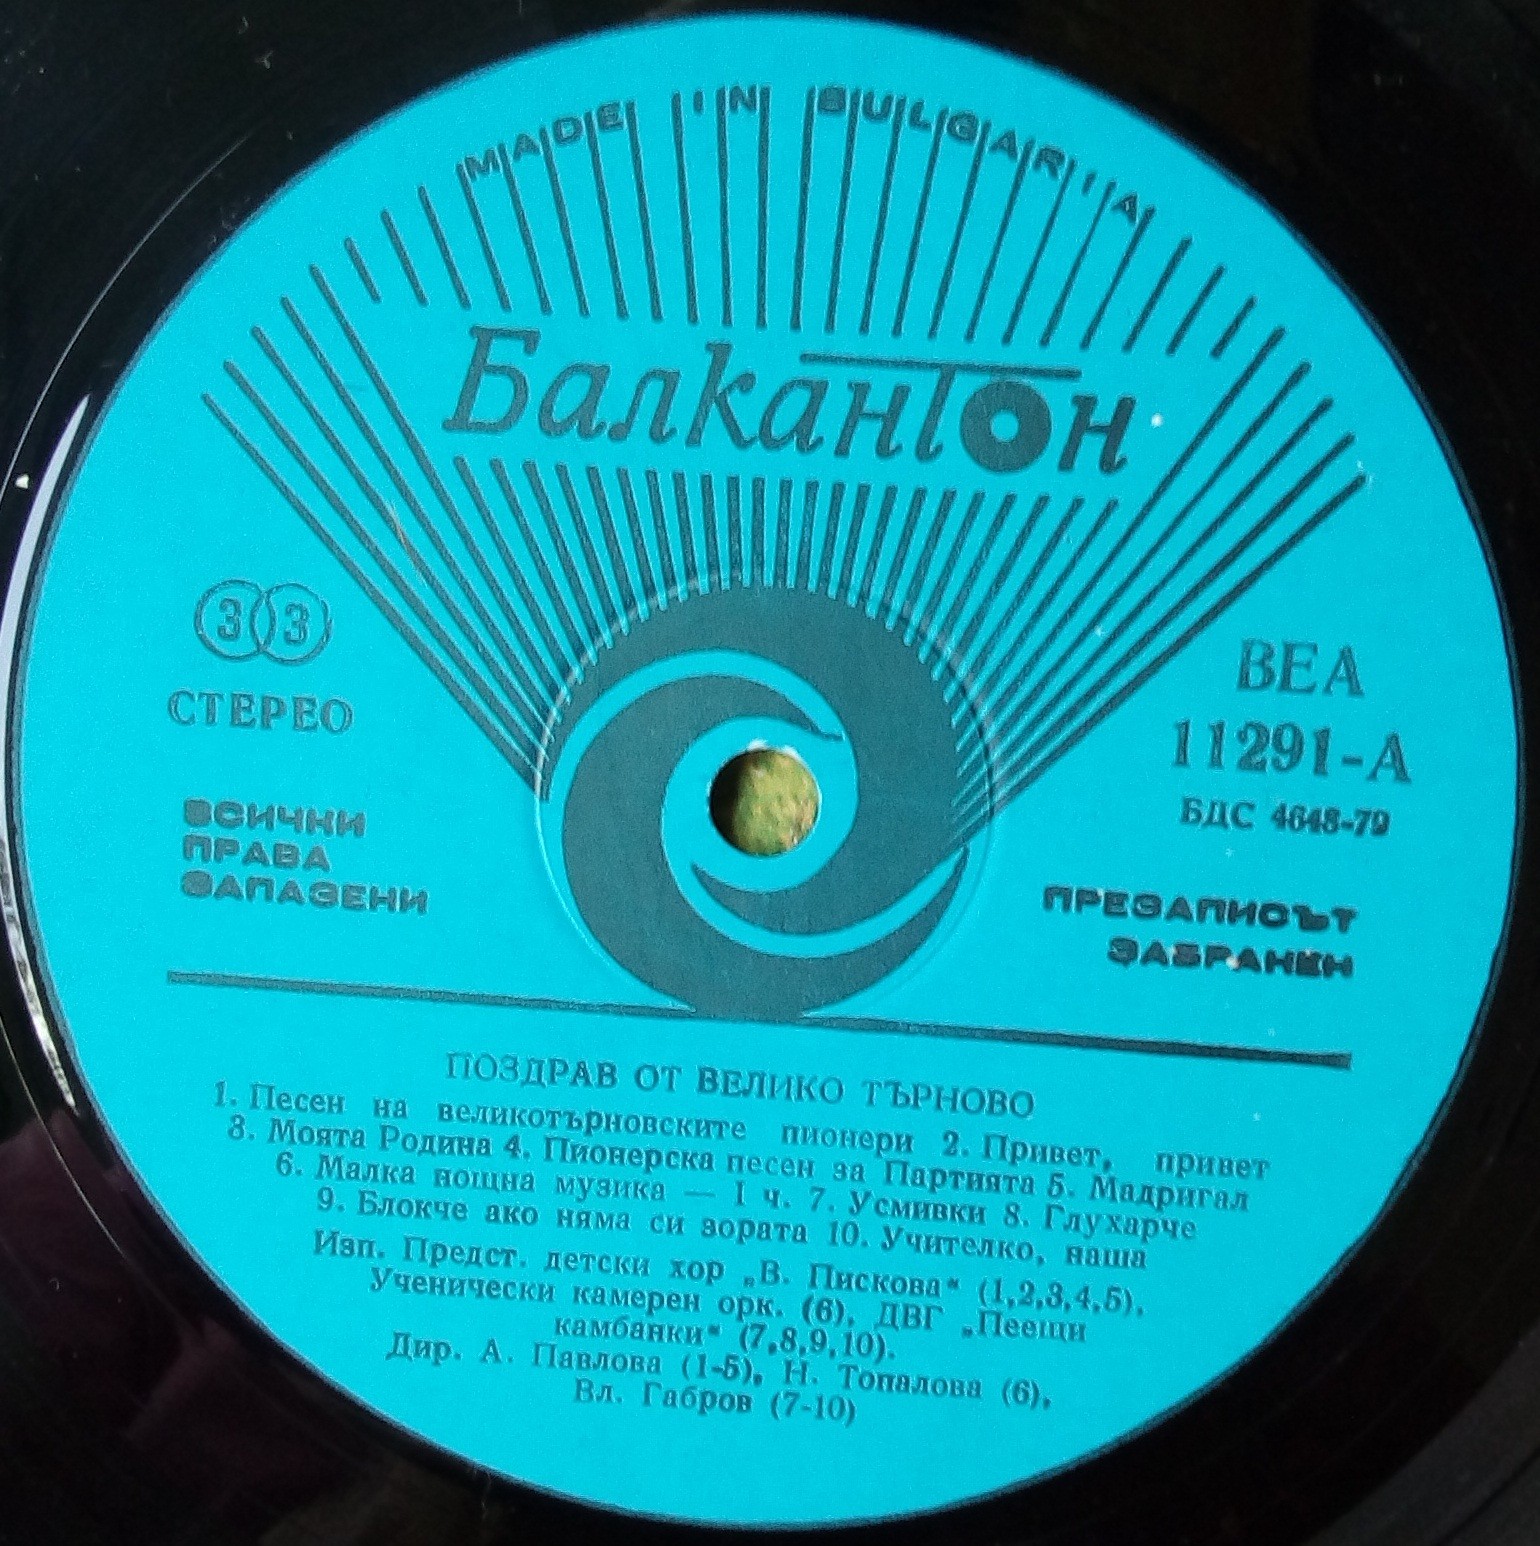 MADE IN BULGARIA
Балкантон
33
СТЕРЕО
ВСИЧКИ
ПРАВА
ЗАПАЗЕНИ
ВЕА
11291-А
БДС 4648-79
ПРЕЗАПИСЪТ
ЗАБРАНЕН
ПОЗДРАВ ОТ ВЕЛИКО ТЪРНОВО
1. Песен на великотърновските пионери 2. Привет, привет
3. Моята Родина 4. Пионерска песен за Партията 5. Мадригал
6. Малка нощна музика — I ч. 7. Усмивки 8. Глухарче
9. Блокче ако няма си зората 10. Учителко, наша
Изп. Предст. детски хор „В. Пискова“ (1,2,3,4,5),
Ученически камерен орк. (6), ДВГ „Пеещи
камбанки“ (7,8,9,10).
Дир. А. Павлова (1-5), Н. Топалова (6),
Вл. Габров (7-10)